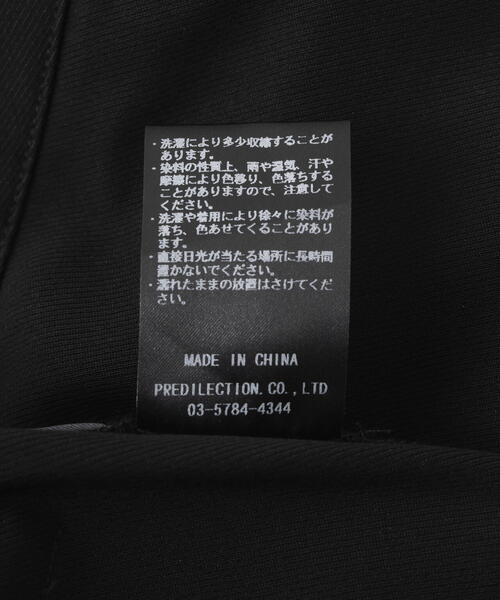 ・洗濯により多少収縮することが
あります。
・染料の性質上、雨や湿気、汗や
摩擦により色移り、色落ちする
ことがありますので、注意して
ください。
・洗濯や着用により徐々に染料が
落ち、色あせてくることがあり
ます。
・直接日光が当たる場所に長時間
置かないでください。
・濡れたままの放置はさけてくだ
さい。
MADE IN CHINA
PREDILECTION.CO.,LTD
03-5784-4344